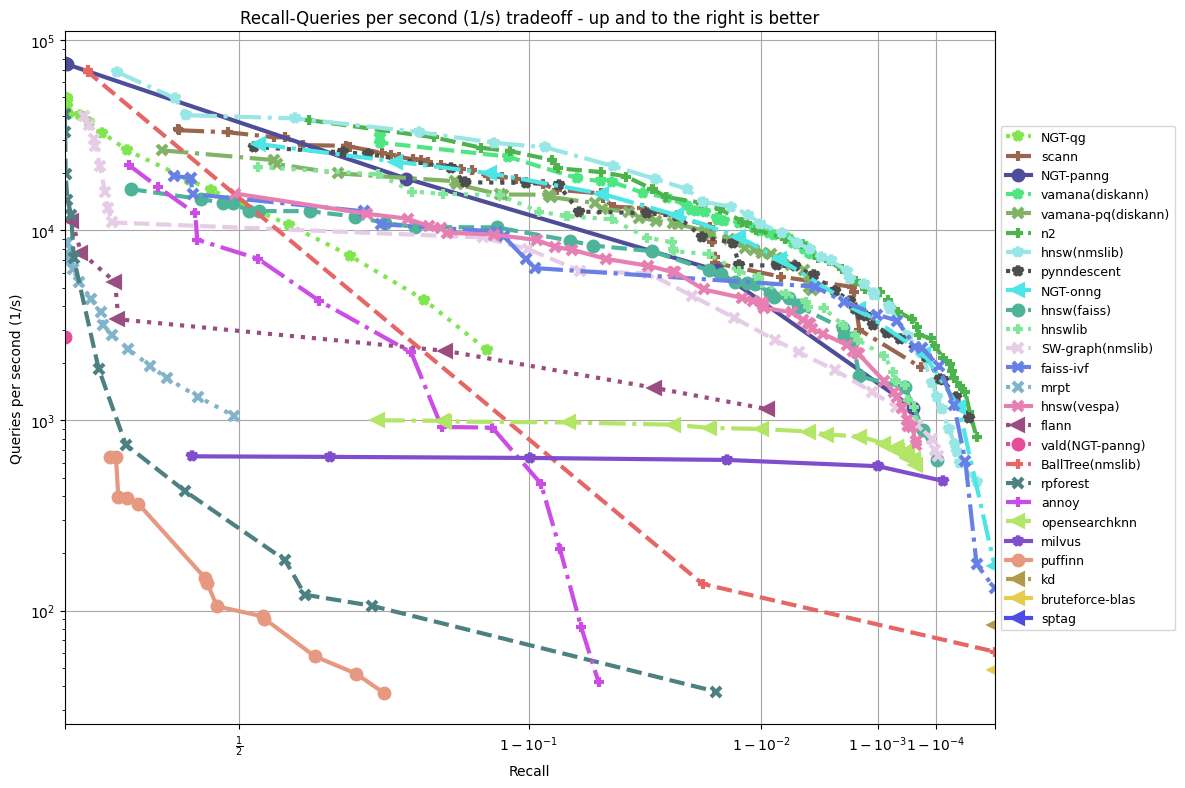 Recall-Queries per second (1/s) tradeoff - up and to the right is better
Queries per second (1/s)
10^5
10^4
10^3
10^2
1/2
1−10^−1
1−10^−2
1−10^−3
1−10^−4
Recall
NGT-qg
scann
NGT-panng
vamana(diskann)
vamana-pq(diskann)
n2
hnsw(nmslib)
pynndescent
NGT-onng
hnsw(faiss)
hnswlib
SW-graph(nmslib)
faiss-ivf
mrpt
hnsw(vespa)
flann
vald(NGT-panng)
BallTree(nmslib)
rpforest
annoy
opensearchknn
milvus
puffinn
kd
bruteforce-blas
sptag